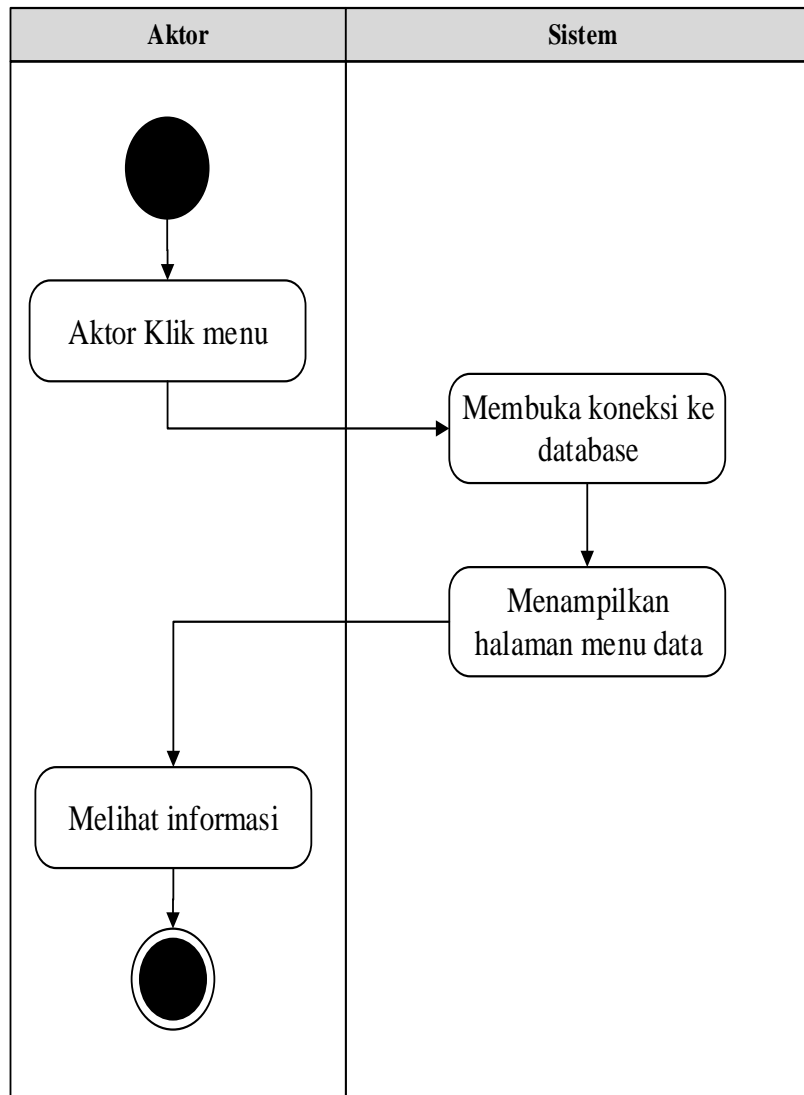 Aktor
Sistem
Aktor Klik menu
Membuka koneksi ke
database
Menampilkan
halaman menu data
Melihat informasi